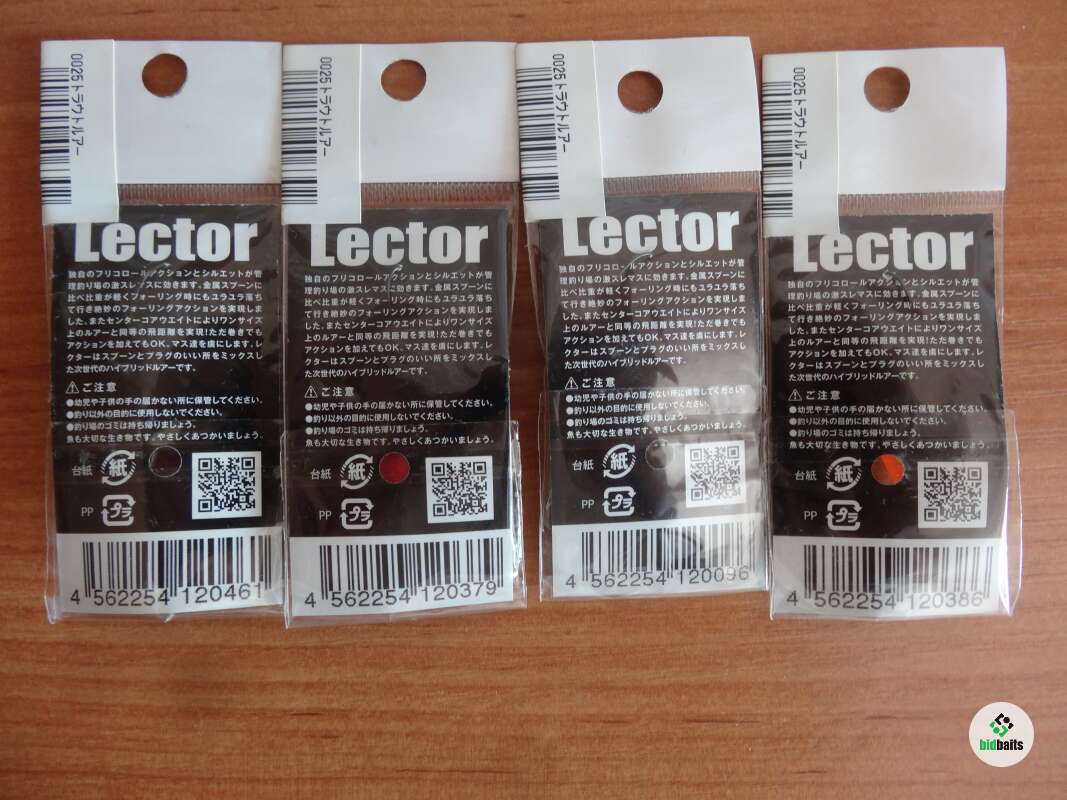 0025トラウトルアー
Lector
独自のフリコロールアクションとシルエットが管
理釣り場の激スレマスに効きます。金属スプーンに
比べ比重が軽くフォーリング時にもユラユラ落ち
て行き絶妙のフォーリングアクションを実現しま
した、またセンターコアウエイトによりワンサイズ
上のルアーと同等の飛距離を実現!ただ巻きでも
アクションを加えてもOK、マス達を虜にします。レ
クターはスプーンとプラグのいい所をミックスし
た次世代のハイブリッドルアーです。
⚠ご注意
●幼児や子供の手の届かない所に保管してください。
●釣り以外の目的に使用しないでください。
●釣り場のゴミは持ち帰りましょう。
魚も大切な生き物です、やさしくあつかいましょう。
台紙 紙
PP プラ
4 562254 120461
0025トラウトルアー
Lector
独自のフリコロールアクションとシルエットが管
理釣り場の激スレマスに効きます。金属スプーンに
比べ比重が軽くフォーリング時にもユラユラ落ち
て行き絶妙のフォーリングアクションを実現しま
した、またセンターコアウエイトによりワンサイズ
上のルアーと同等の飛距離を実現!ただ巻きでも
アクションを加えてもOK、マス達を虜にします。レ
クターはスプーンとプラグのいい所をミックスし
た次世代のハイブリッドルアーです。
⚠ご注意
●幼児や子供の手の届かない所に保管してください。
●釣り以外の目的に使用しないでください。
●釣り場のゴミは持ち帰りましょう。
魚も大切な生き物です、やさしくあつかいましょう。
台紙 紙
PP プラ
4 562254 120379
0025トラウトルアー
Lector
独自のフリコロールアクションとシルエットが管
理釣り場の激スレマスに効きます。金属スプーンに
比べ比重が軽くフォーリング時にもユラユラ落ち
て行き絶妙のフォーリングアクションを実現しま
した、またセンターコアウエイトによりワンサイズ
上のルアーと同等の飛距離を実現!ただ巻きでも
アクションを加えてもOK、マス達を虜にします。レ
クターはスプーンとプラグのいい所をミックスし
た次世代のハイブリッドルアーです。
⚠ご注意
●幼児や子供の手の届かない所に保管してください。
●釣り以外の目的に使用しないでください。
●釣り場のゴミは持ち帰りましょう。
魚も大切な生き物です、やさしくあつかいましょう。
台紙 紙
PP プラ
4 562254 120096
0025トラウトルアー
Lector
独自のフリコロールアクションとシルエットが管
理釣り場の激スレマスに効きます。金属スプーンに
比べ比重が軽くフォーリング時にもユラユラ落ち
て行き絶妙のフォーリングアクションを実現しま
した、またセンターコアウエイトによりワンサイズ
上のルアーと同等の飛距離を実現!ただ巻きでも
アクションを加えてもOK、マス達を虜にします。レ
クターはスプーンとプラグのいい所をミックスし
た次世代のハイブリッドルアーです。
⚠ご注意
●幼児や子供の手の届かない所に保管してください。
●釣り以外の目的に使用しないでください。
●釣り場のゴミは持ち帰りましょう。
魚も大切な生き物です、やさしくあつかいましょう。
台紙 紙
PP プラ
4 562254 120386
bidbaits